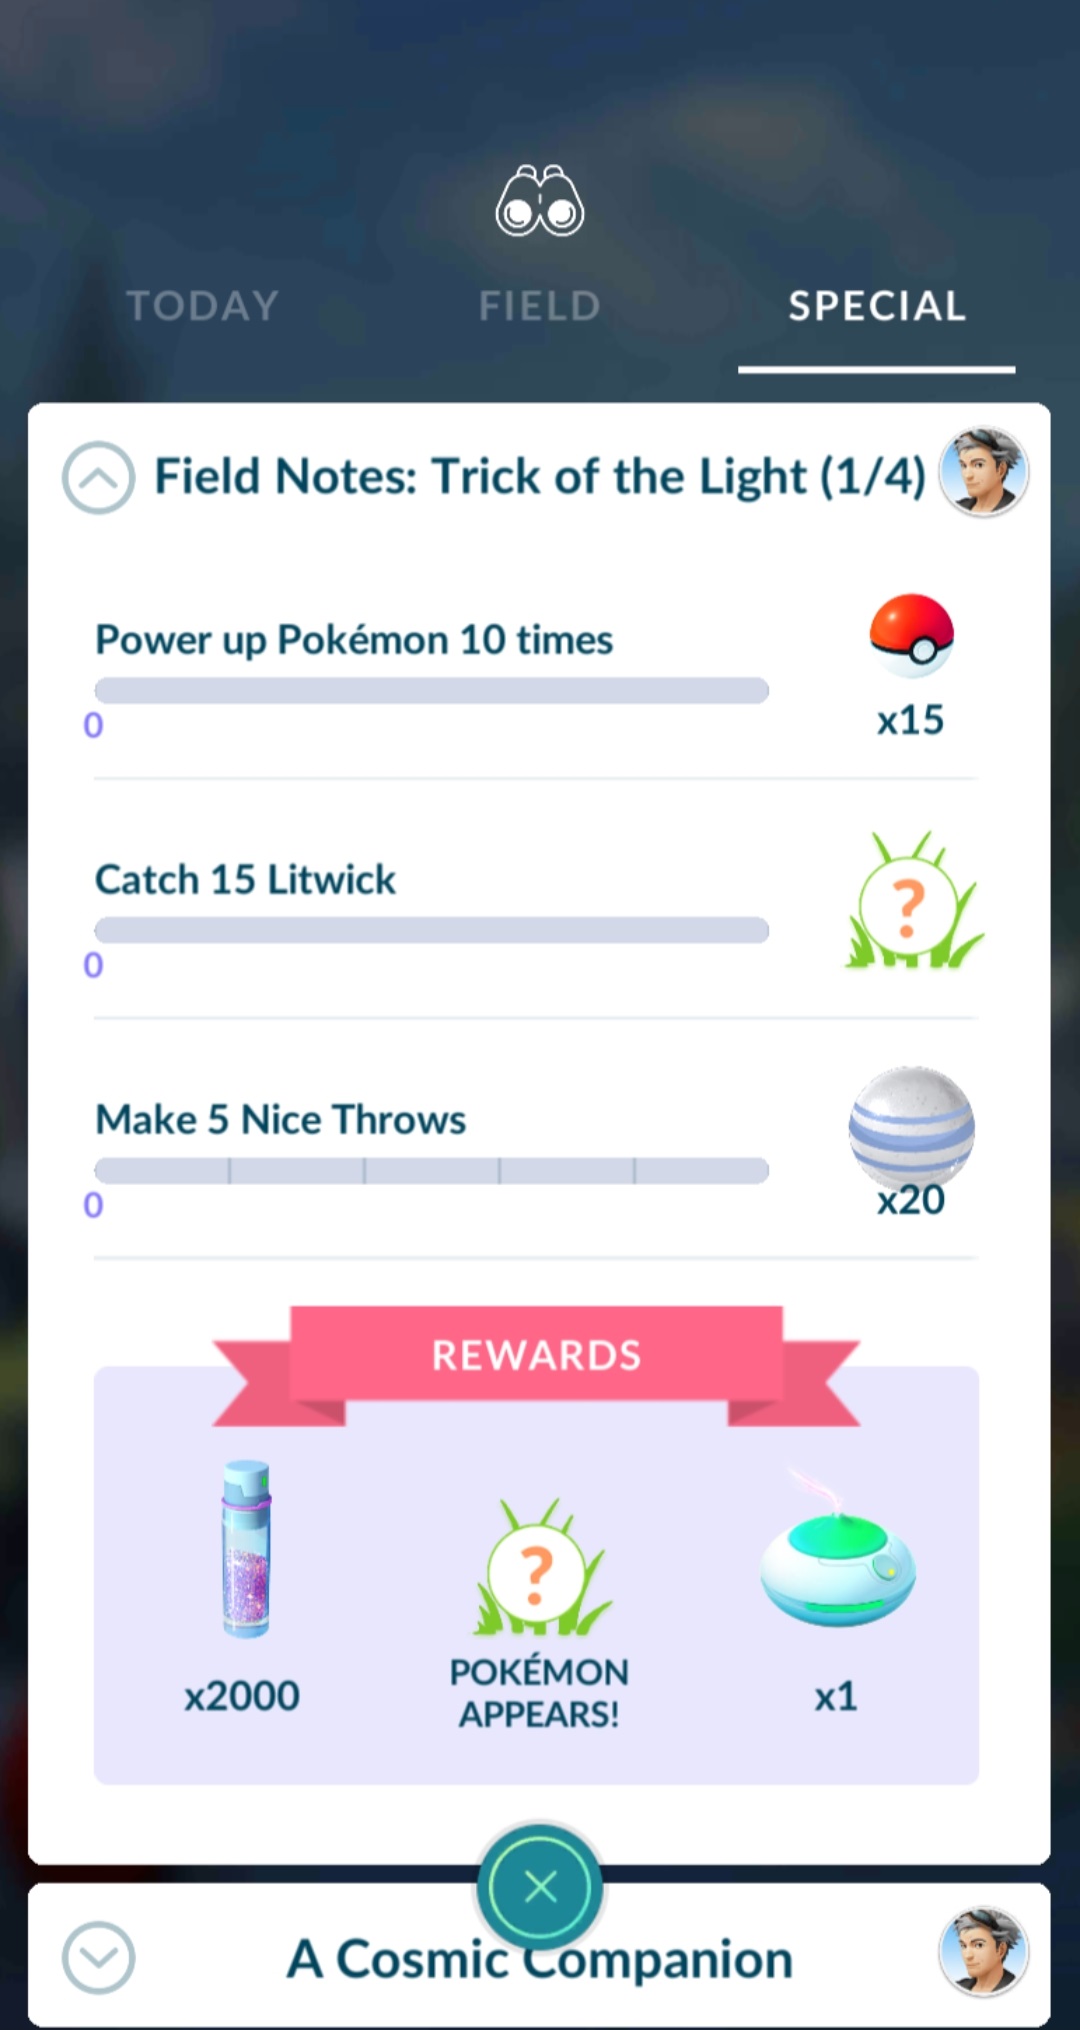 TODAY
FIELD
SPECIAL
Field Notes: Trick of the Light (1/4)
Power up Pokémon 10 times
0
x15
Catch 15 Litwick
0
?
Make 5 Nice Throws
0
x20
REWARDS
x2000
?
POKÉMON
APPEARS!
x1
A Cosmic Companion